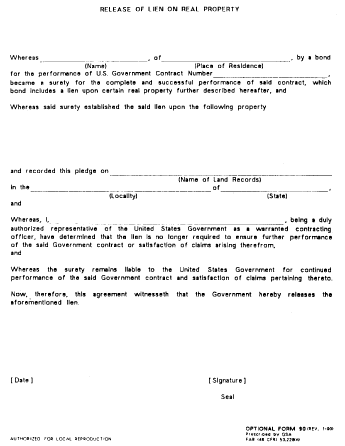 RELEASE OF LIEN ON REAL PROPERTY
Whereas , of , by a bond
(Name) (Place of Residence)
for the performance of U.S. Government Contract Number ,
became a surety for the complete and successful performance of said contract, which
bond includes a lien upon certain real property further described hereafter, and
Whereas said surety established the said lien upon the following property
and recorded this pledge on
(Name of Land Records)
in the of ,
(Locality) (State)
and
Whereas, I, , being a duly
authorized representative of the United States Government as a warranted contracting
officer, have determined that the lien is no longer required to ensure further performance
of the said Government contract or satisfaction of claims arising therefrom,
and
Whereas the surety remains liable to the United States Government for continued
performance of the said Government contract and satisfaction of claims pertaining thereto.
Now, therefore, this agreement witnesseth that the Government hereby releases the
aforementioned lien.
[Date] [Signature]
Seal
AUTHORIZED FOR LOCAL REPRODUCTION
OPTIONAL FORM 90 (REV. 1-90)
Prescribed by GSA
FAR (48 CFR) 53.228(n)